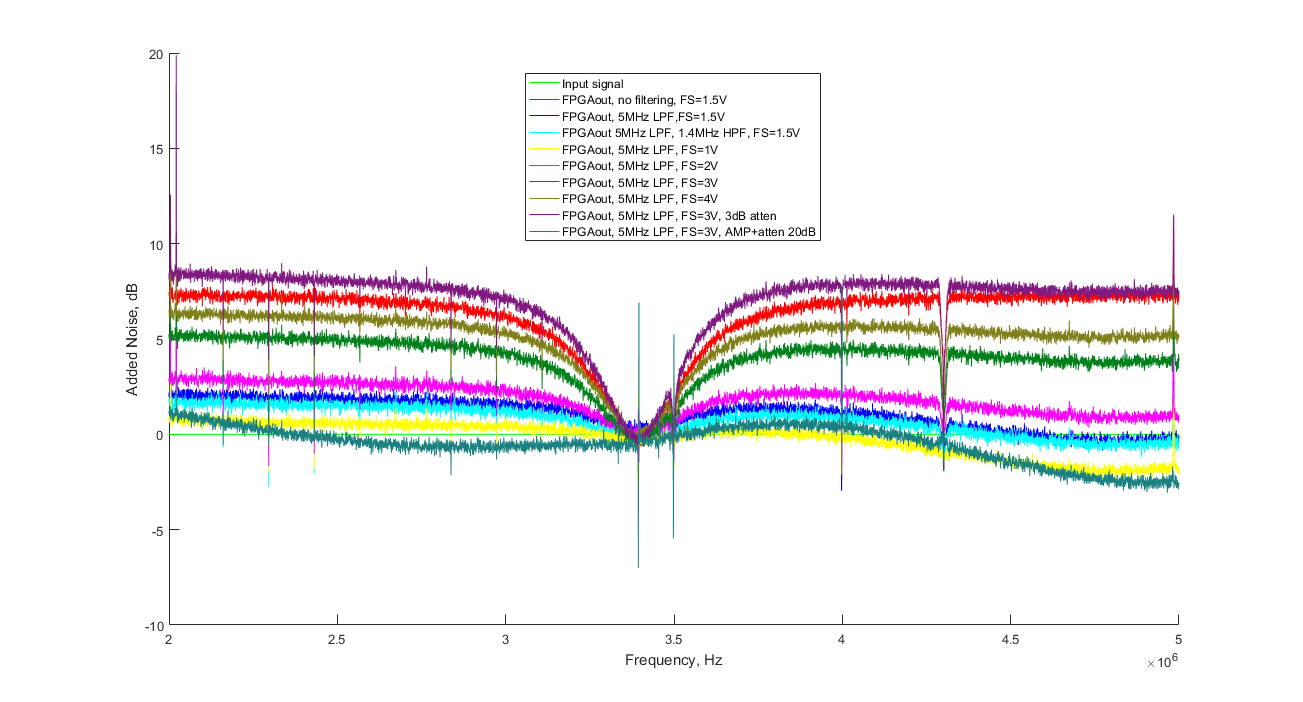 20
15
10
5
0
-5
-10
Added Noise, dB
Input signal
FPGAout, no filtering, FS=1.5V
FPGAout, 5MHz LPF,FS=1.5V
FPGAout 5MHz LPF, 1.4MHz HPF, FS=1.5V
FPGAout, 5MHz LPF, FS=1V
FPGAout, 5MHz LPF, FS=2V
FPGAout, 5MHz LPF, FS=3V
FPGAout, 5MHz LPF, FS=4V
FPGAout, 5MHz LPF, FS=3V, 3dB atten
FPGAout, 5MHz LPF, FS=3V, AMP+atten 20dB
2 2.5 3 3.5 4 4.5 5
Frequency, Hz
× 10⁶